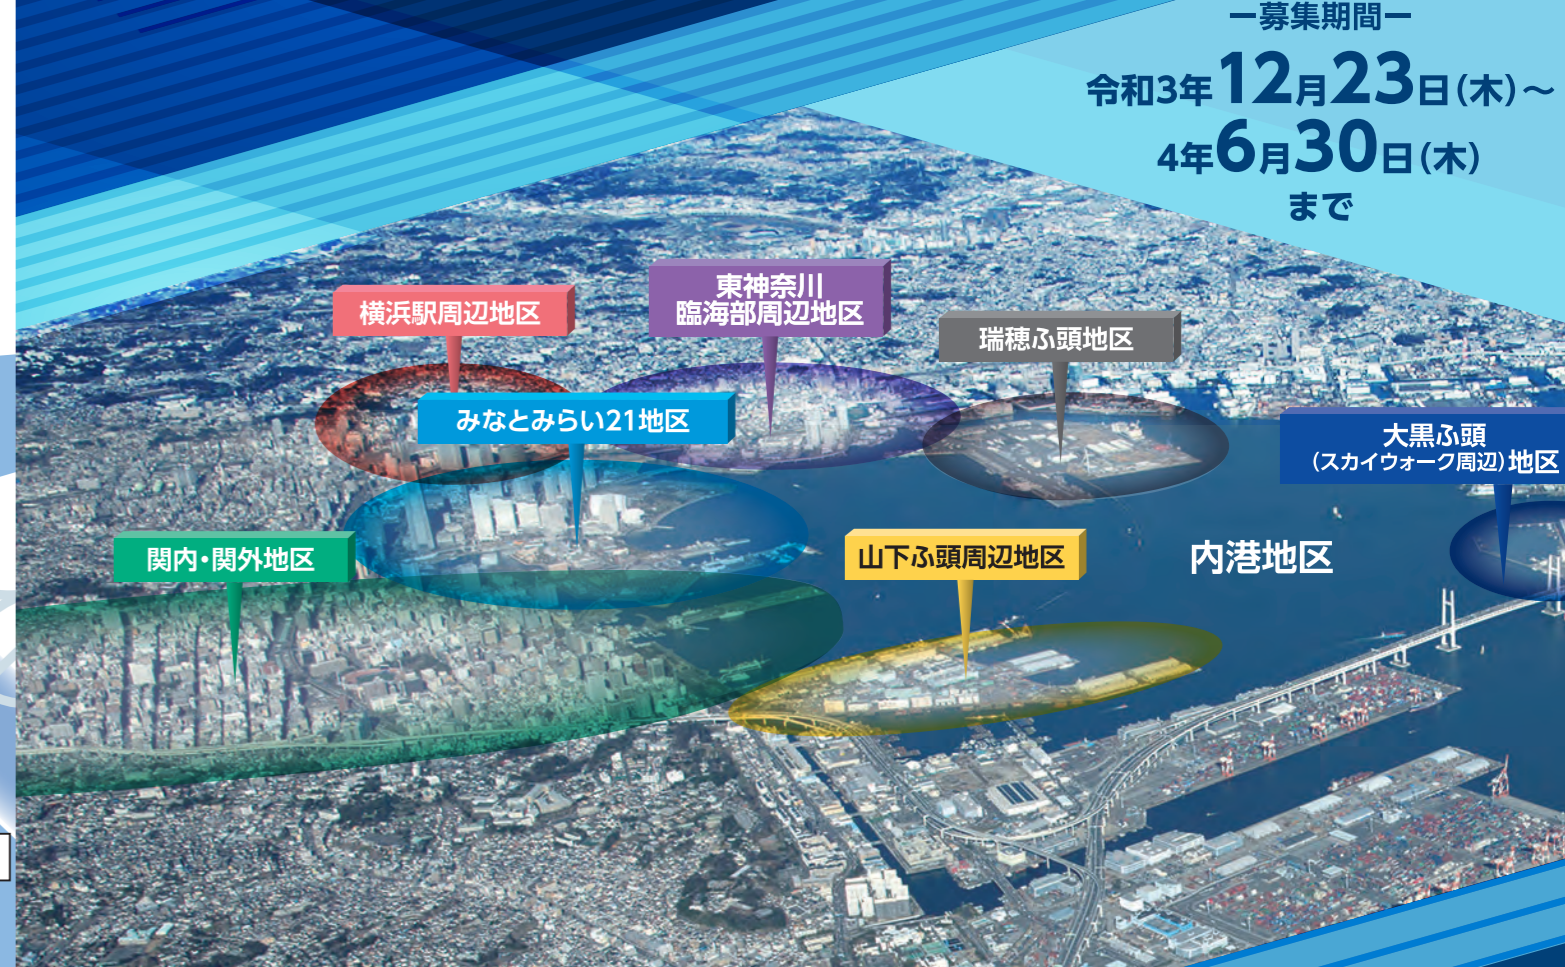 ー募集期間ー
令和3年12月23日(木)～
4年6月30日(木)
まで
横浜駅周辺地区
東神奈川
臨海部周辺地区
瑞穂ふ頭地区
みなとみらい21地区
大黒ふ頭
(スカイウォーク周辺)地区
関内・関外地区
山下ふ頭周辺地区
内港地区